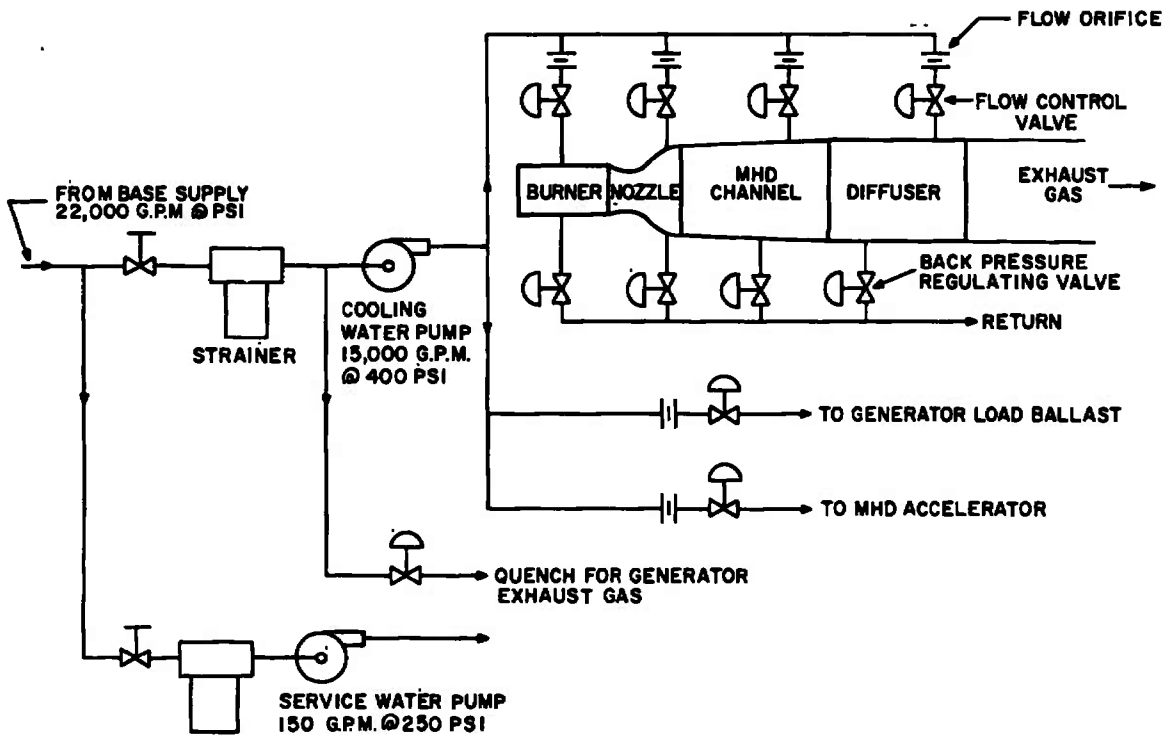 FLOW ORIFICE
FLOW CONTROL
VALVE
BURNER
NOZZLE
MHD
CHANNEL
DIFFUSER
EXHAUST
GAS
FROM BASE SUPPLY
22,000 G.P.M @ PSI
BACK PRESSURE
REGULATING VALVE
STRAINER
COOLING
WATER PUMP
15,000 G.P.M.
@ 400 PSI
RETURN
TO GENERATOR LOAD BALLAST
TO MHD ACCELERATOR
QUENCH FOR GENERATOR
EXHAUST GAS
SERVICE WATER PUMP
150 G.P.M. @ 250 PSI